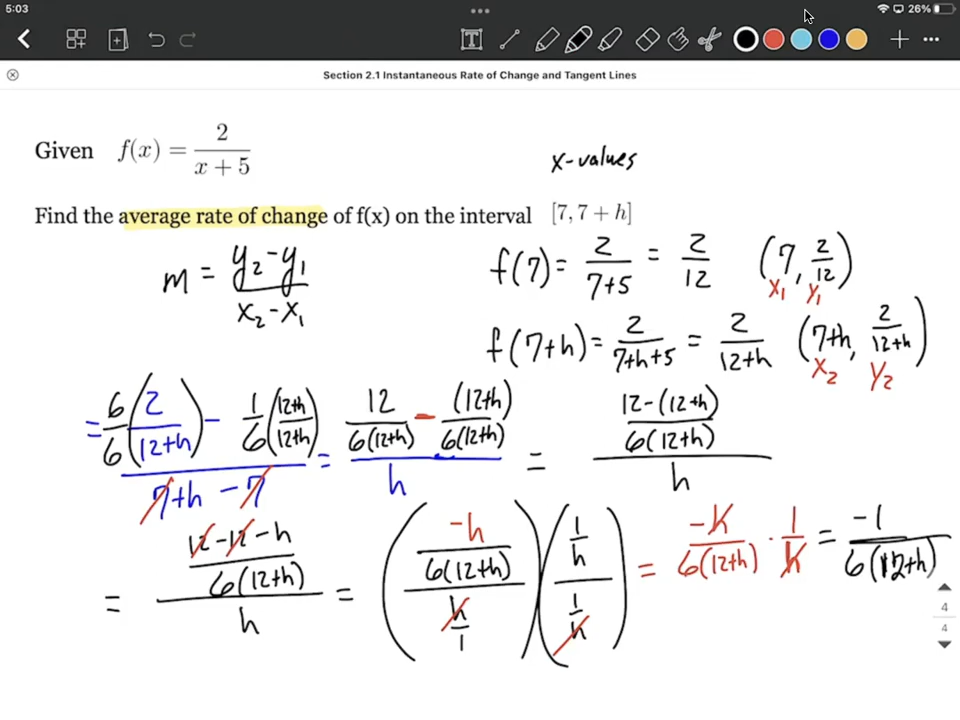 5:03
26%
Section 2.1 Instantaneous Rate of Change and Tangent Lines
Given f(x) = 2/(x + 5)
x-values
Find the average rate of change of f(x) on the interval [7, 7 + h]
m = (y₂-y₁)/(x₂-x₁)
f(7) = 2/(7+5) = 2/12 (7, 2/12)
x₁ y₁
f(7+h) = 2/(7+h+5) = 2/(12+h) (7+h, 2/(12+h))
x₂ y₂
= (6/6(2/(12+h)) - 1/6((12+h)/(12+h)))/(7+h-7) = (12/(6(12+h)) - (12+h)/(6(12+h)))/h = ((12-(12+h))/(6(12+h)))/h
= ((12-12-h)/(6(12+h)))/h = ((-h/(6(12+h)))/(h/1))((1/h)/(1/h)) = -h/(6(12+h)) · 1/h = -1/(6(12+h))
4
4